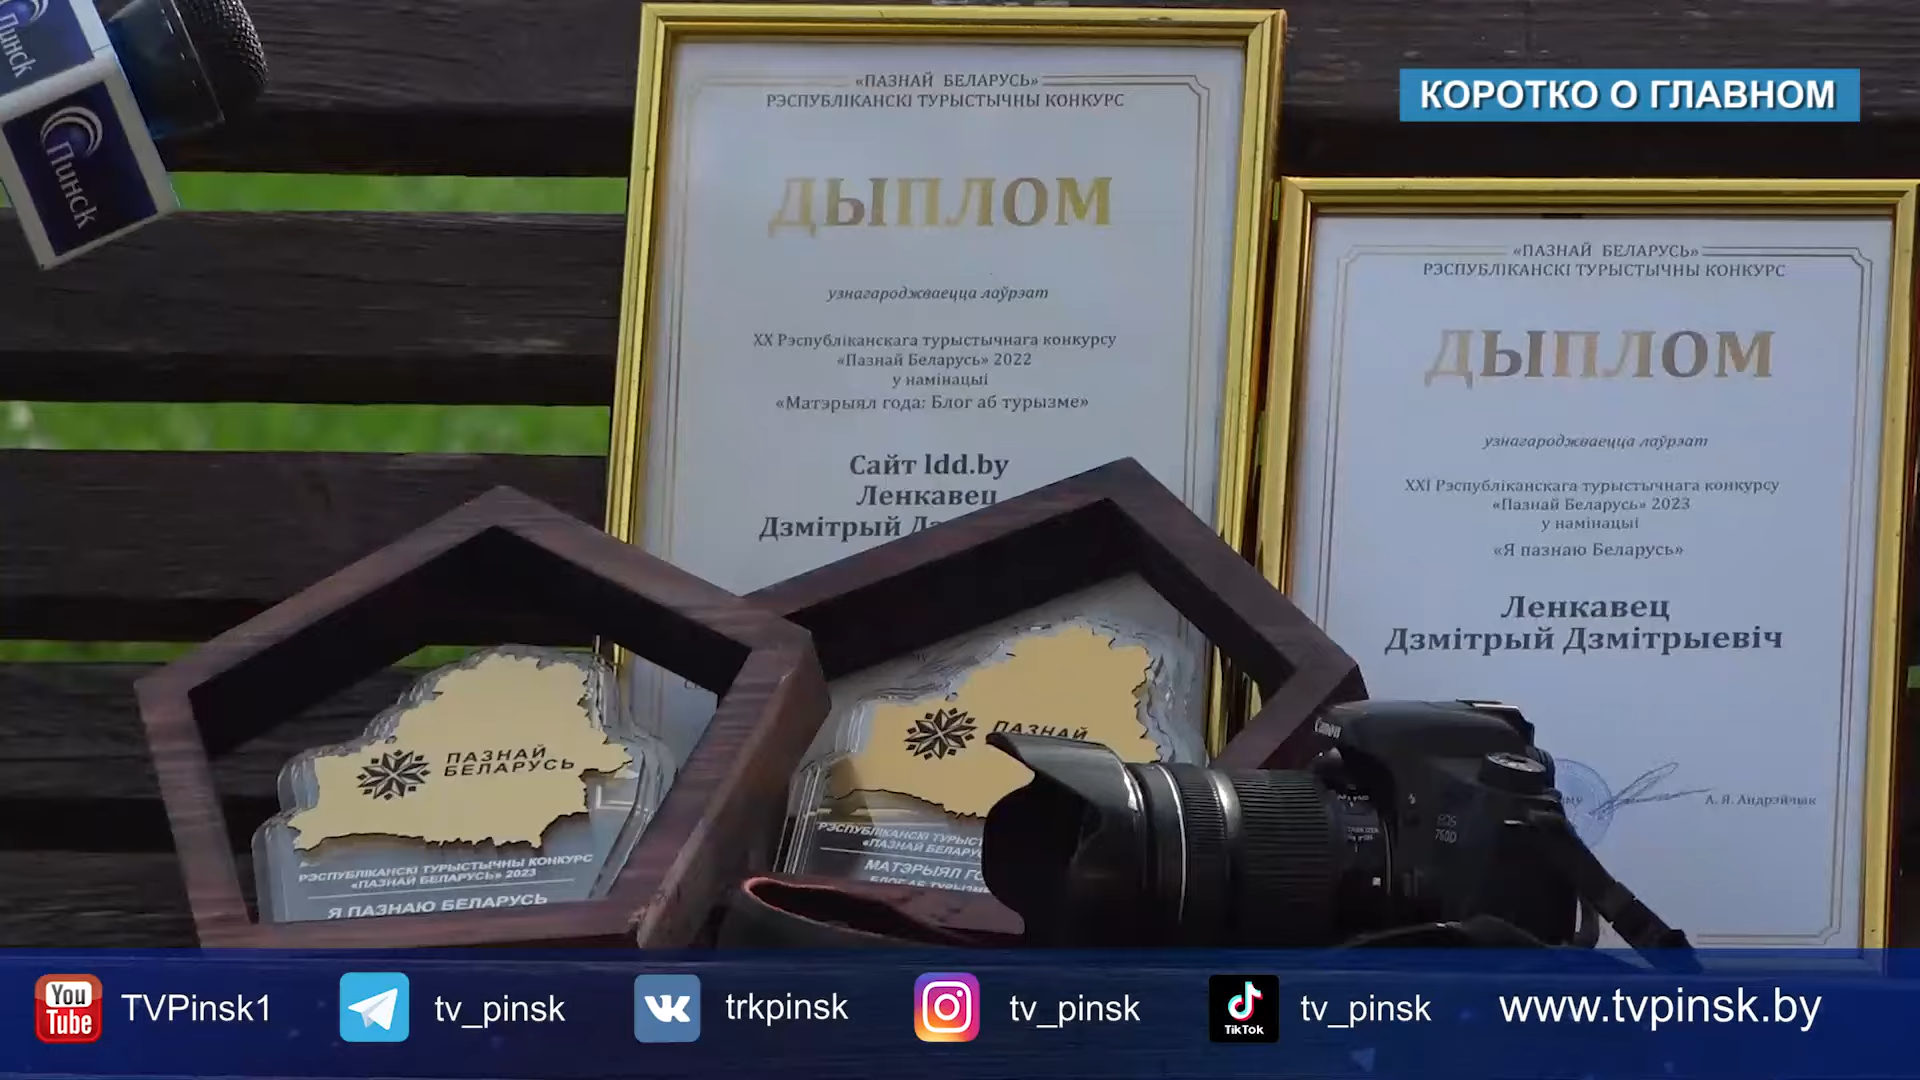 Пинск
Пинск
КОРОТКО О ГЛАВНОМ
«ПАЗНАЙ БЕЛАРУСЬ»
РЭСПУБЛІКАНСКІ ТУРЫСТЫЧНЫ КОНКУРС
ДЫПЛОМ
узнагароджваецца лаўрэат
XX Рэспубліканскага турыстычнага конкурсу
«Пазнай Беларусь» 2022
у намінацыі
«Матэрыял года: Блог аб турызме»
Сайт ldd.by
Ленкавец
Дзмітрый
«ПАЗНАЙ БЕЛАРУСЬ»
РЭСПУБЛІКАНСКІ ТУРЫСТЫЧНЫ КОНКУРС
ДЫПЛОМ
узнагароджваецца лаўрэат
XXI Рэспубліканскага турыстычнага конкурсу
«Пазнай Беларусь» 2023
у намінацыі
«Я пазнаю Беларусь»
Ленкавец
Дзмітрый Дзмітрыевіч
А. Я. Андрэйчык
ПАЗНАЙ
БЕЛАРУСЬ
РЭСПУБЛІКАНСКІ ТУРЫСТЫЧНЫ КОНКУРС
«ПАЗНАЙ БЕЛАРУСЬ» 2023
Я ПАЗНАЮ БЕЛАРУСЬ
ПАЗНАЙ
РЭСПУБЛІКАНСКІ
«ПАЗНАЙ
МАТЭРЫЯЛ
Canon
EOS
760D
You
Tube
TVPinsk1
tv_pinsk
trkpinsk
tv_pinsk
TikTok
tv_pinsk
www.tvpinsk.by